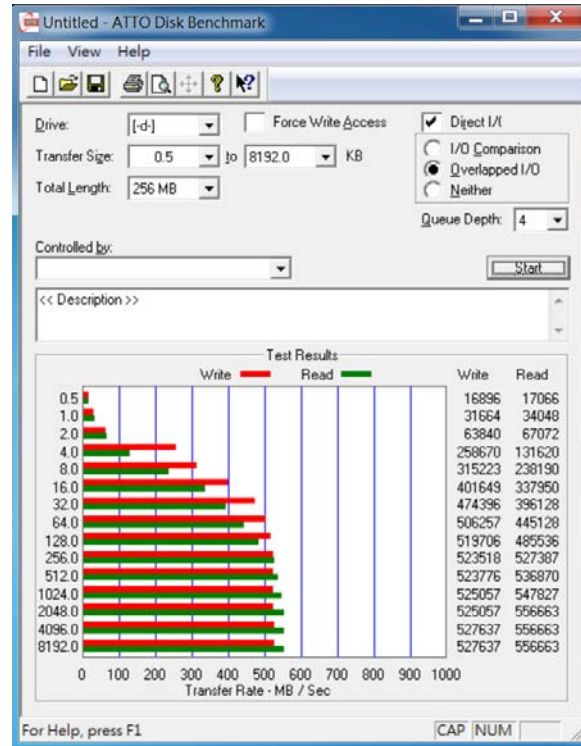 Untitled - ATTO Disk Benchmark
File View Help
Drive: [-d-] Force Write Access Direct I/(
Transfer Size: 0.5 to 8192.0 KB I/O Comparison
Overlapped I/O
Total Length: 256 MB Neither
Queue Depth: 4
Controlled by:
Start
<< Description >>
Test Results
Write Read Write Read
0.5 16896 17066
1.0 31664 34048
2.0 63840 67072
4.0 258670 131620
8.0 315223 238190
16.0 401649 337950
32.0 474396 396128
64.0 506257 445128
128.0 519706 485536
256.0 523518 527387
512.0 523776 536870
1024.0 525057 547827
2048.0 525057 556663
4096.0 527637 556663
8192.0 527637 556663
0 100 200 300 400 500 600 700 800 900 1000
Transfer Rate - MB / Sec
For Help, press F1 CAP NUM